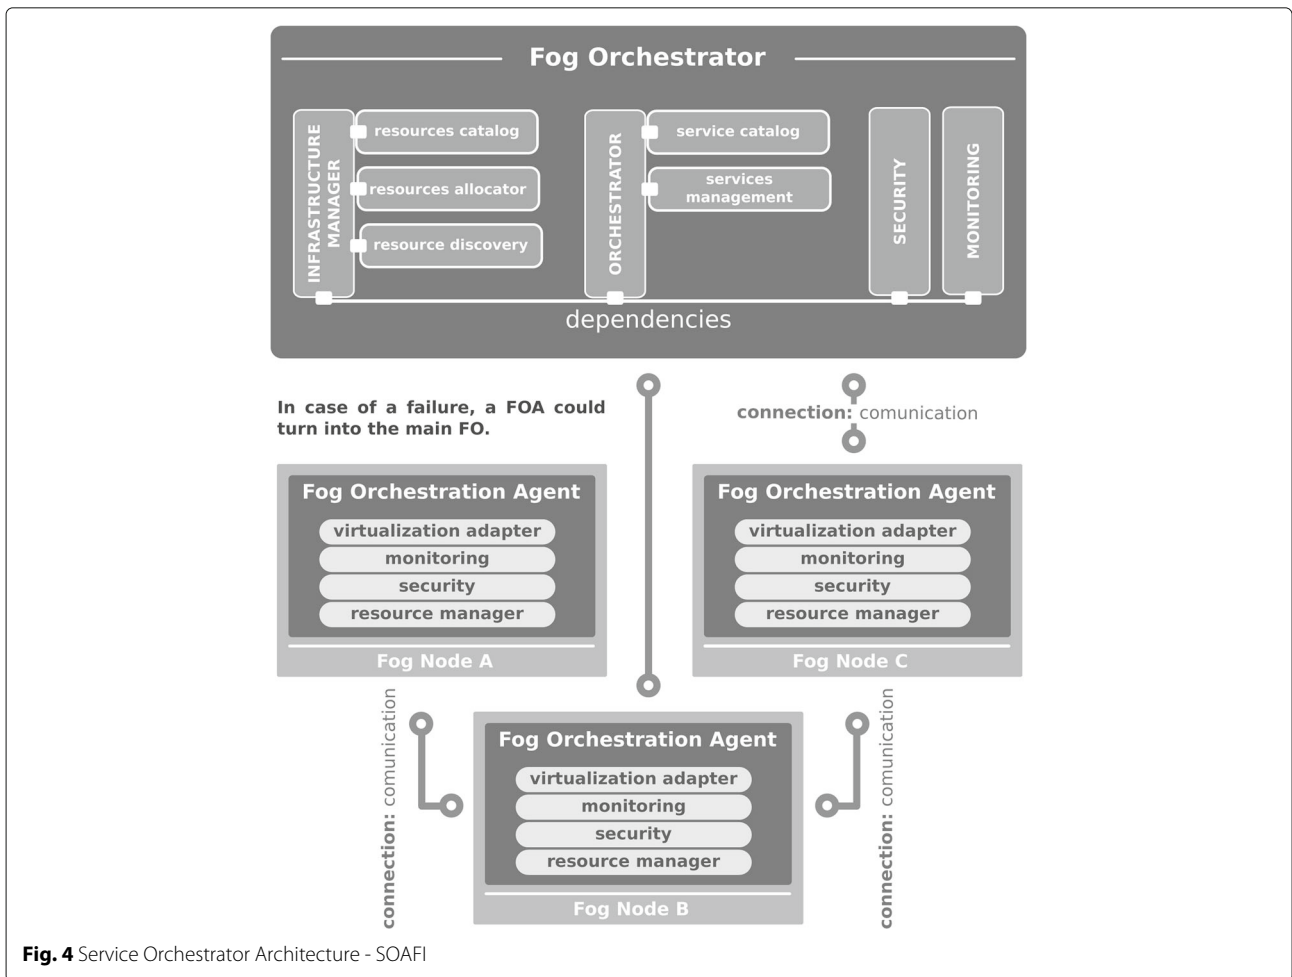 Fog Orchestrator
INFRASTRUCTURE
MANAGER
resources catalog
resources allocator
resource discovery
ORCHESTRATOR
service catalog
services
management
SECURITY
MONITORING
dependencies
In case of a failure, a FOA could
turn into the main FO.
connection: comunication
Fog Orchestration Agent
virtualization adapter
monitoring
security
resource manager
Fog Node A
Fog Orchestration Agent
virtualization adapter
monitoring
security
resource manager
Fog Node C
connection: comunication
Fog Orchestration Agent
virtualization adapter
monitoring
security
resource manager
Fog Node B
connection: comunication
Fig. 4 Service Orchestrator Architecture - SOAFI